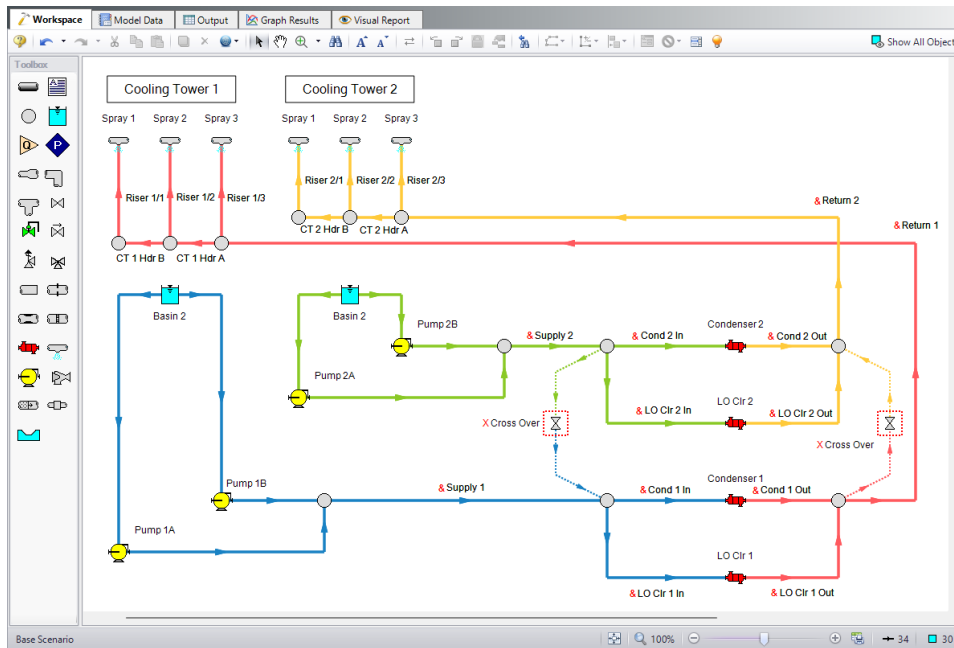 Workspace
Model Data
Output
Graph Results
Visual Report
Show All Object
Toolbox
Cooling Tower 1
Cooling Tower 2
Spray 1
Spray 2
Spray 3
Spray 1
Spray 2
Spray 3
Riser 1/1
Riser 1/2
Riser 1/3
Riser 2/1
Riser 2/2
Riser 2/3
& Return 2
& Return 1
CT 2 Hdr B
CT 2 Hdr A
CT 1 Hdr B
CT 1 Hdr A
Basin 2
Basin 2
Pump 2B
& Supply 2
& Cond 2 In
Condenser 2
& Cond 2 Out
Pump 2A
LO Clr 2
& LO Clr 2 In
& LO Clr 2 Out
X Cross Over
X Cross Over
Pump 1B
& Supply 1
Condenser 1
& Cond 1 In
& Cond 1 Out
Pump 1A
LO Clr 1
& LO Clr 1 In
& LO Clr 1 Out
Base Scenario
100%
34
30